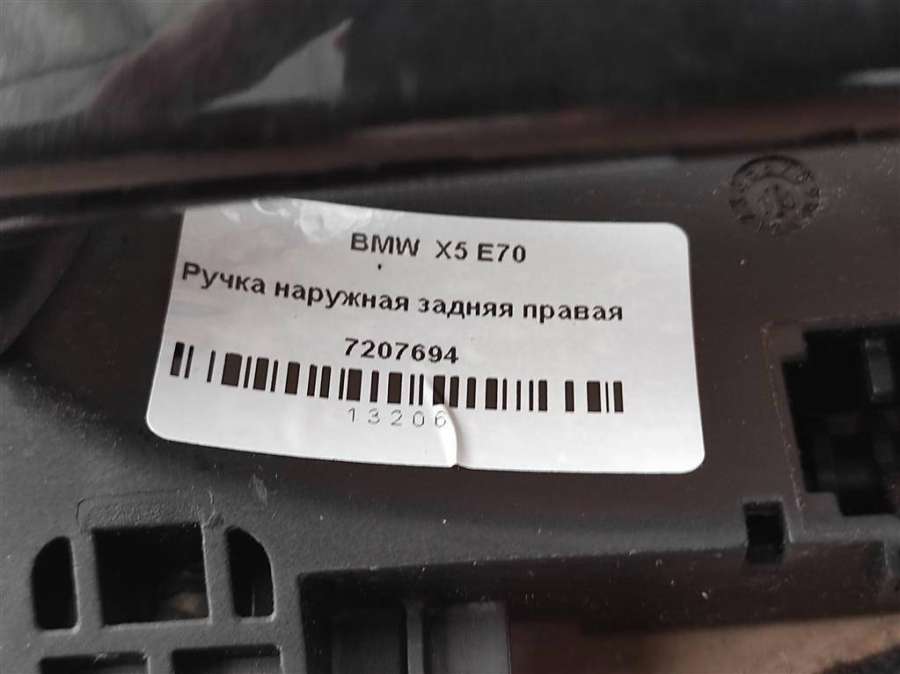 BMW X5 E70
Ручка наружная задняя правая
7207694
13206